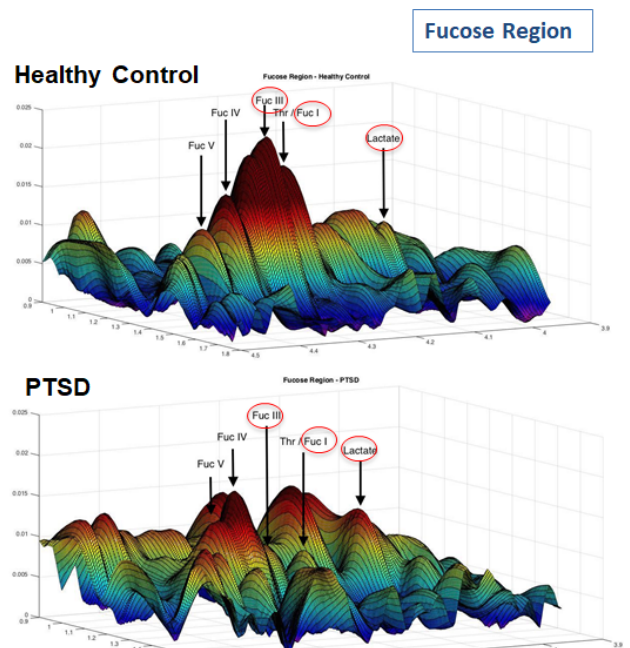 Fucose Region
Healthy Control
Fucose Region - Healthy Control
Fuc III
Fuc IV
Thr / Fuc I
Fuc V
Lactate
0.025
0.02
0.015
0.01
0.005
0
0.9
1
1.1
1.2
1.3
1.4
1.5
1.6
1.7
1.8
4.5
4.4
4.3
4.2
4.1
4
3.9
PTSD
Fucose Region - PTSD
Fuc III
Fuc IV
Thr / Fuc I
Lactate
Fuc V
0.025
0.02
0.015
0.01
0.005
0
0.9
1
1.1
1.2
1.3
3.9